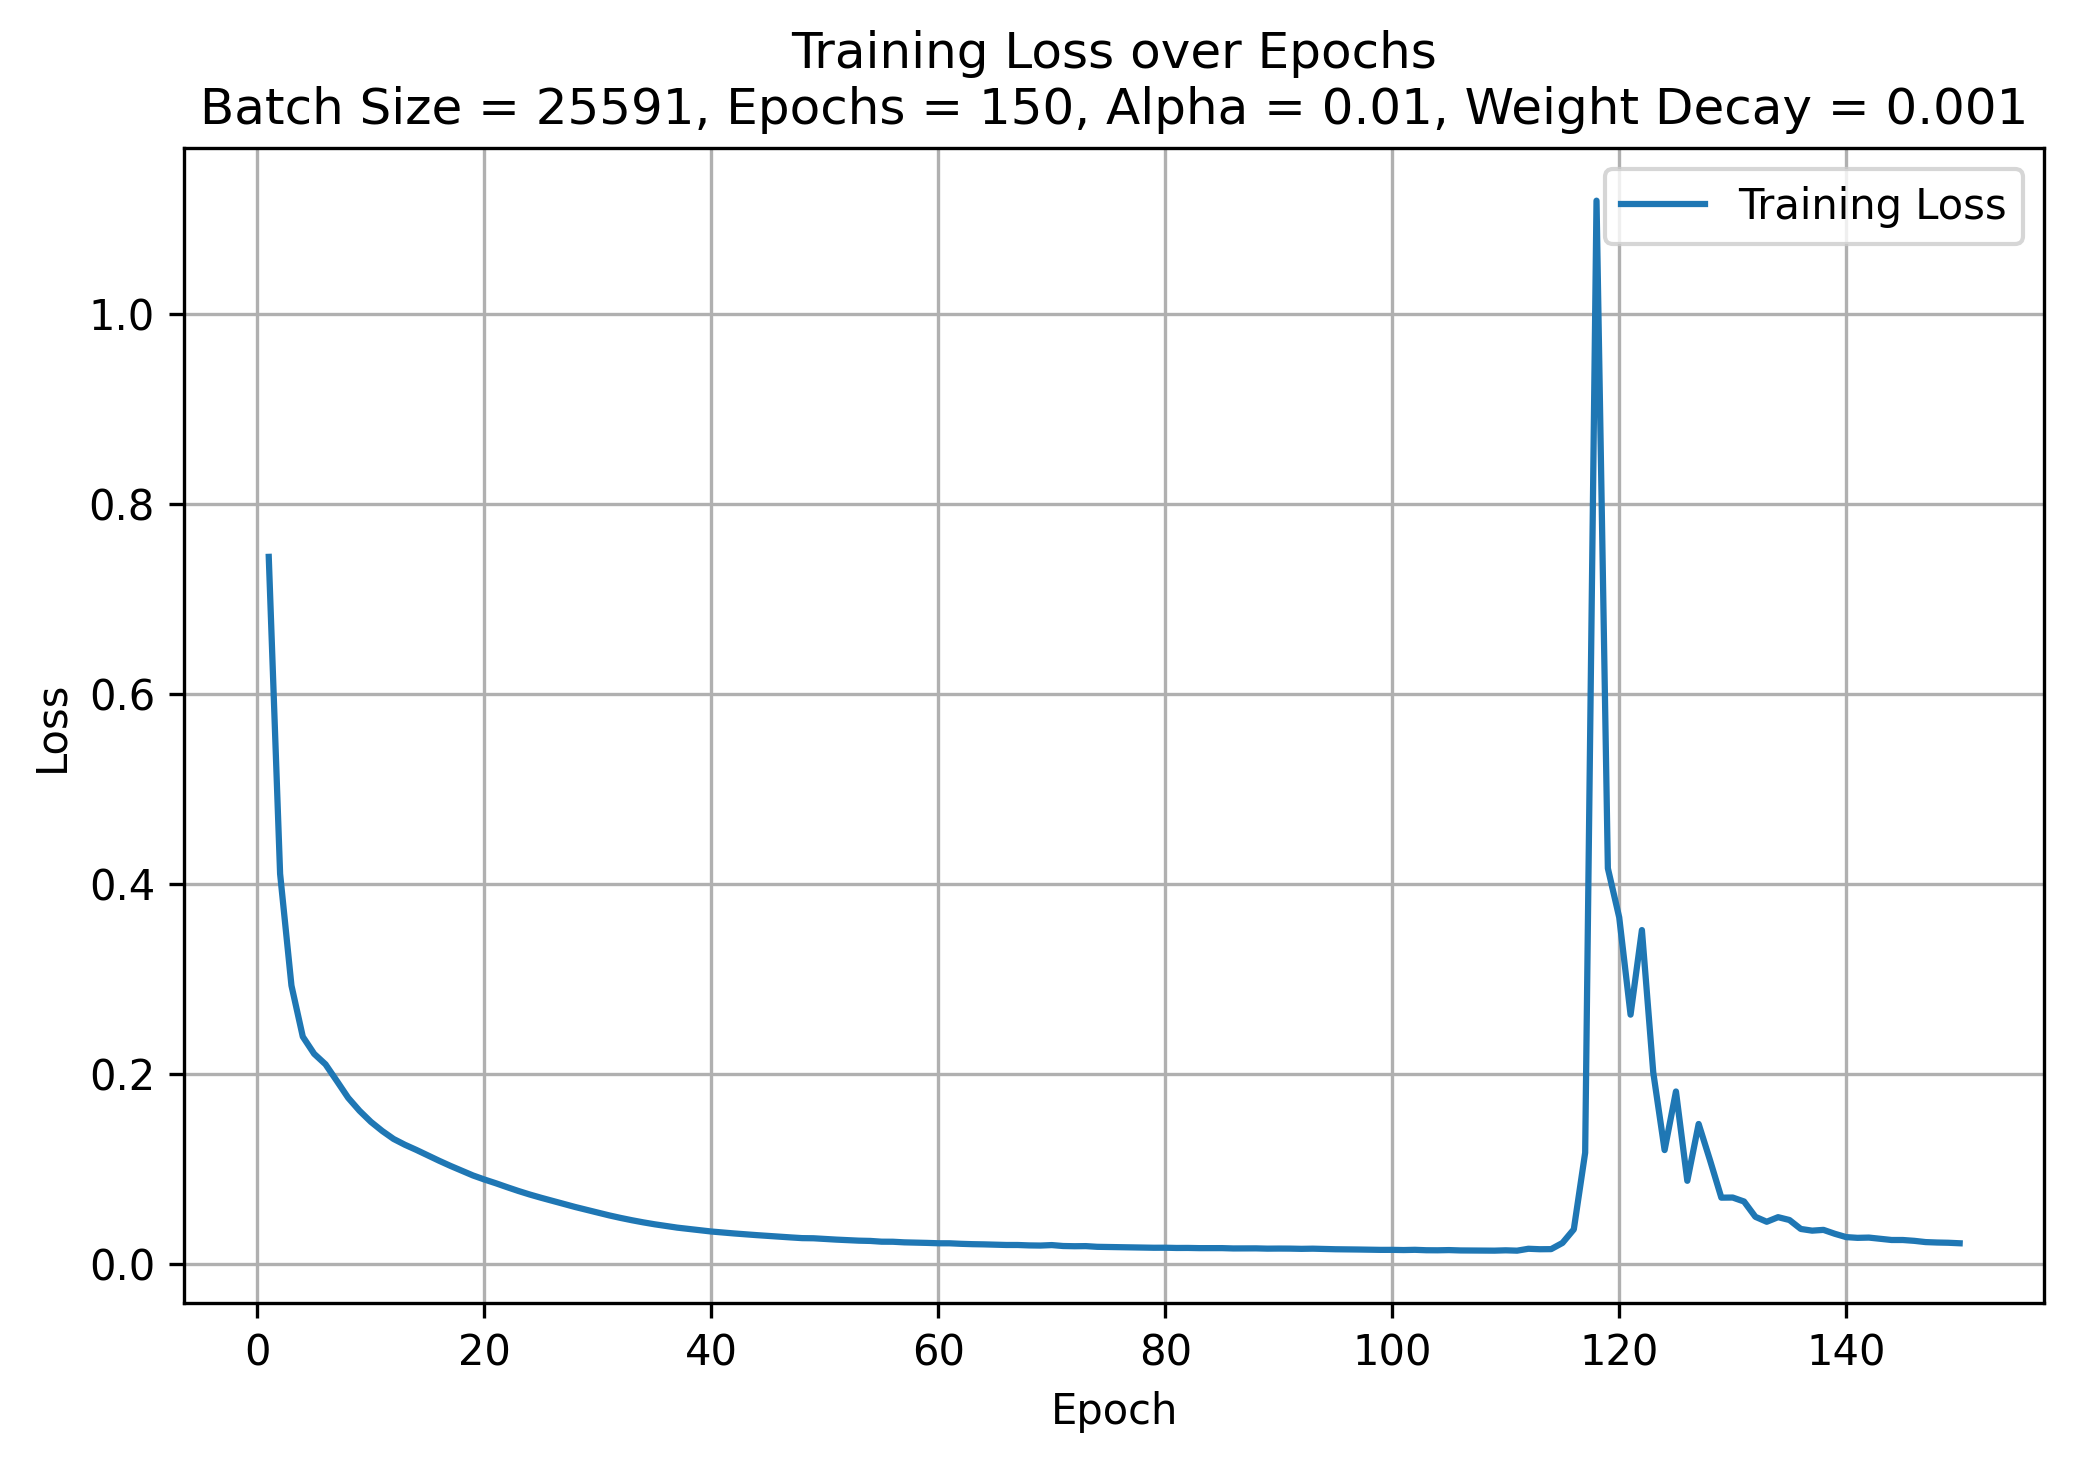 Training Loss over Epochs
Batch Size = 25591, Epochs = 150, Alpha = 0.01, Weight Decay = 0.001
Training Loss
1.0
0.8
0.6
0.4
0.2
0.0
Loss
0 20 40 60 80 100 120 140
Epoch